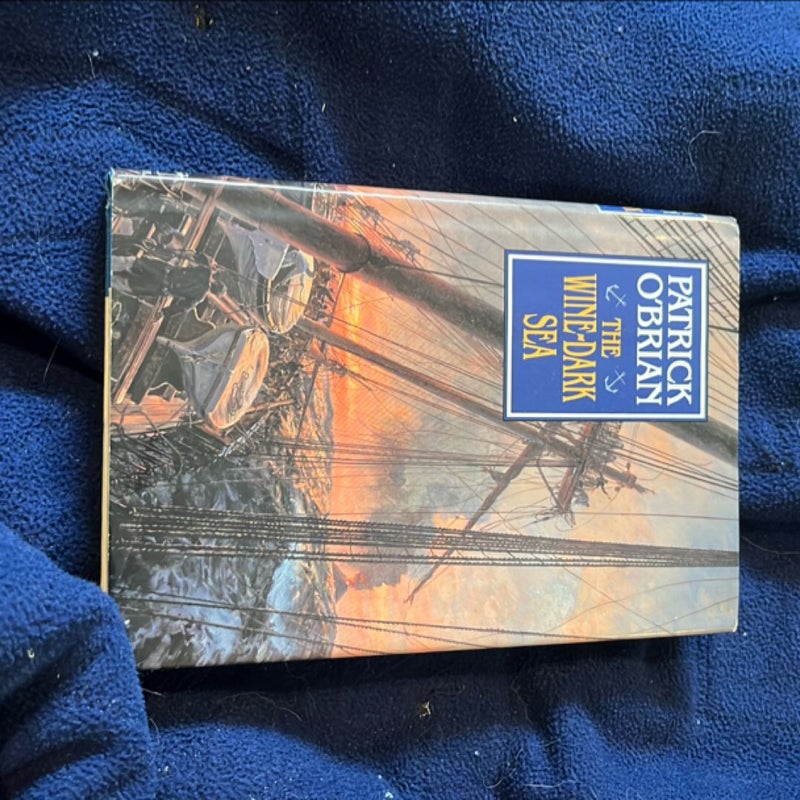 PATRICK
O'BRIAN
THE
WINE-DARK
SEA